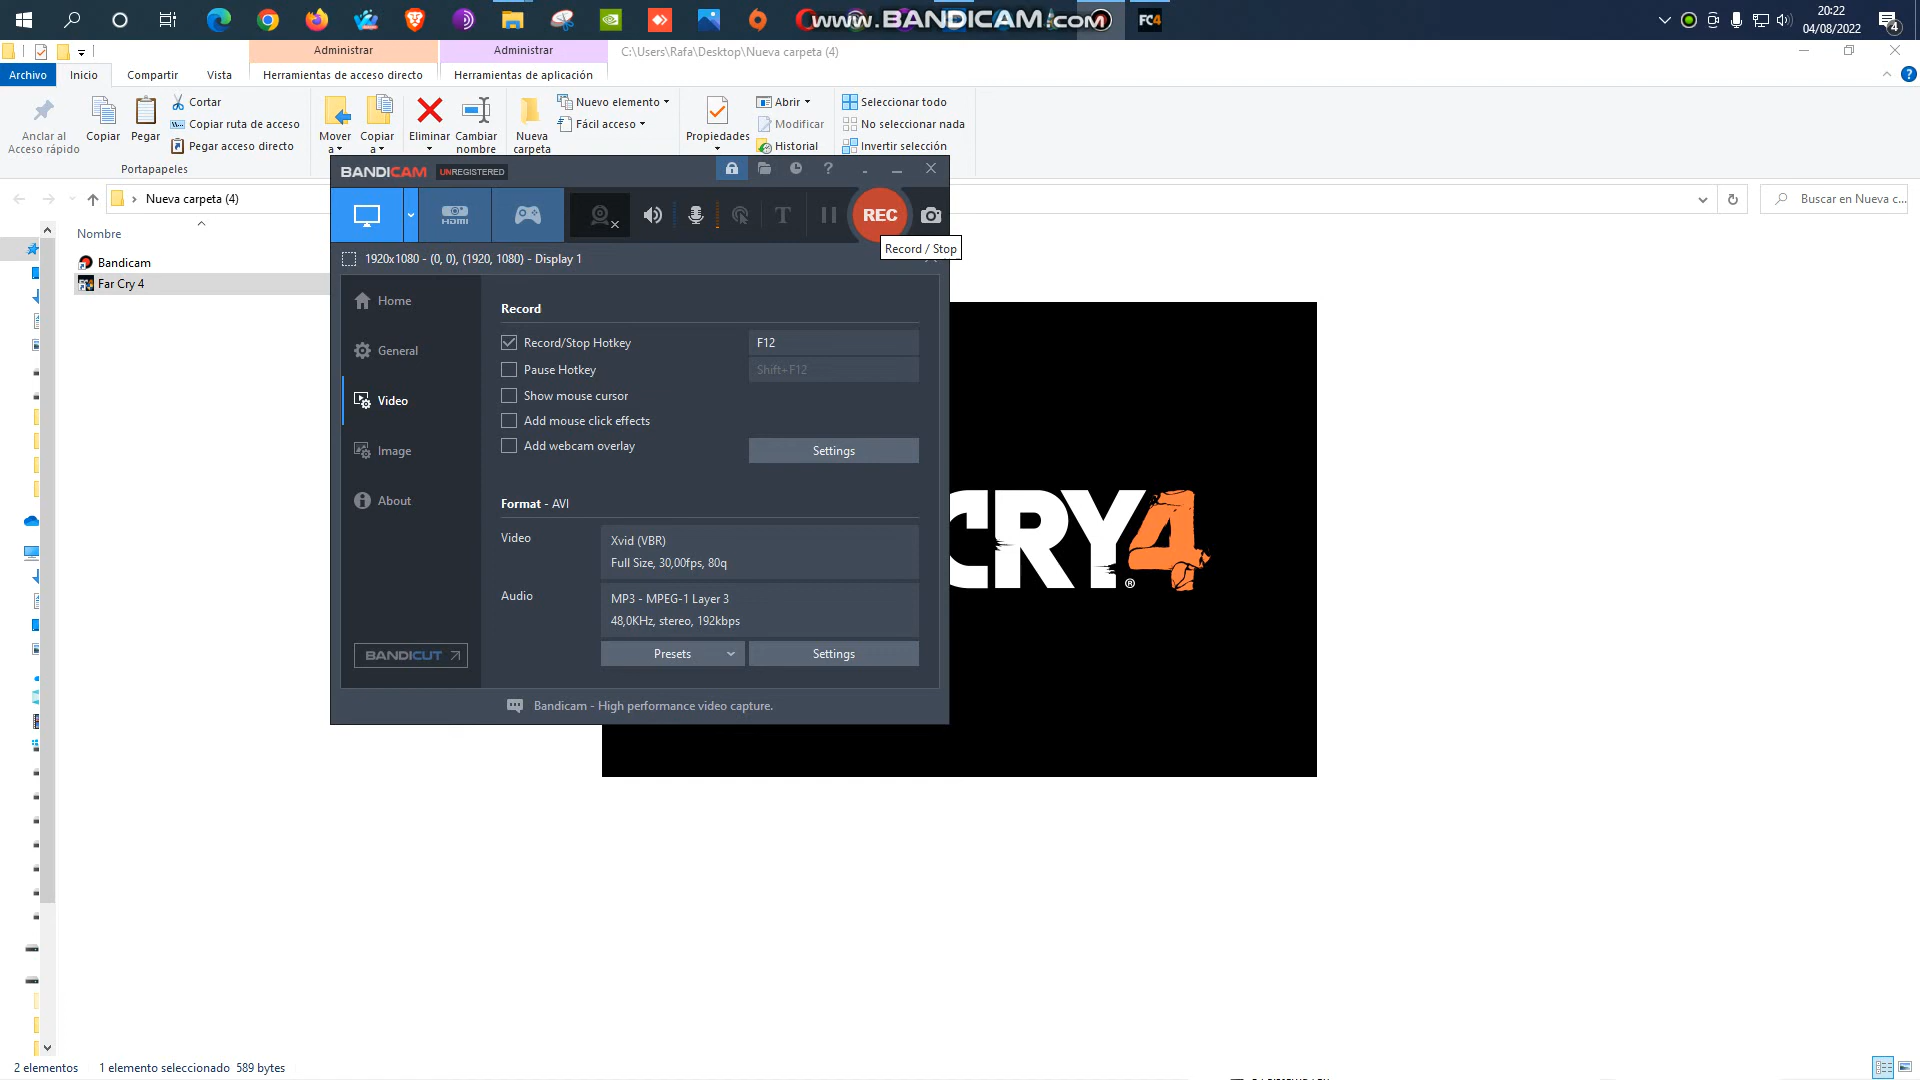 www.BANDICAM.com
FC4
20:22
04/08/2022
4
Administrar
Administrar
C:\Users\Rafa\Desktop\Nueva carpeta (4)
Archivo
Inicio
Compartir
Vista
Herramientas de acceso directo
Herramientas de aplicación
Anclar al
Acceso rápido
Copiar
Pegar
Cortar
Copiar ruta de acceso
Pegar acceso directo
Portapapeles
Mover
a
Copiar
a
Eliminar
Cambiar
nombre
Nueva
carpeta
Nuevo elemento
Fácil acceso
Propiedades
Abrir
Modificar
Historial
Seleccionar todo
No seleccionar nada
Invertir selección
Nueva carpeta (4)
Buscar en Nueva c...
Nombre
Bandicam
Far Cry 4
BANDICAM
UNREGISTERED
?
HDMI
T
REC
Record / Stop
1920x1080 - (0, 0), (1920, 1080) - Display 1
Home
General
Video
Image
About
BANDICUT
Record
Record/Stop Hotkey
F12
Pause Hotkey
Shift+F12
Show mouse cursor
Add mouse click effects
Add webcam overlay
Settings
Format - AVI
Video
Xvid (VBR)
Full Size, 30,00fps, 80q
Audio
MP3 - MPEG-1 Layer 3
48,0KHz, stereo, 192kbps
Presets
Settings
Bandicam - High performance video capture.
CRY4®
2 elementos
1 elemento seleccionado 589 bytes